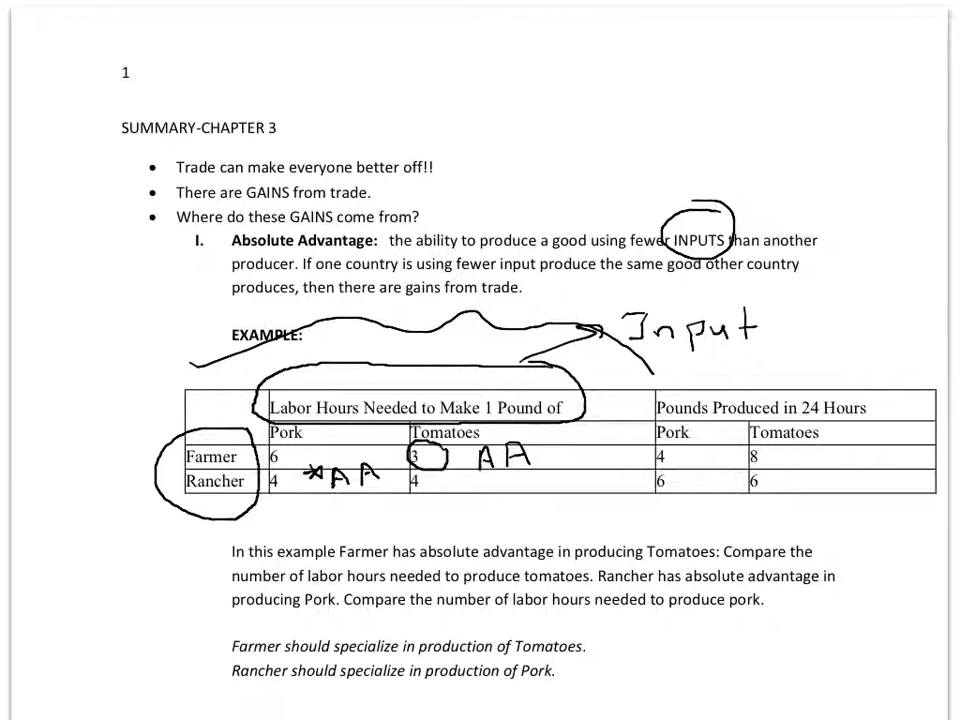 1
SUMMARY-CHAPTER 3
• Trade can make everyone better off!!
• There are GAINS from trade.
• Where do these GAINS come from?
I. Absolute Advantage: the ability to produce a good using fewer INPUTS than another
producer. If one country is using fewer input produce the same good other country
produces, then there are gains from trade.
EXAMPLE:
Input
Labor Hours Needed to Make 1 Pound of Pounds Produced in 24 Hours
Pork Tomatoes Pork Tomatoes
Farmer 6 3 AA 4 8
Rancher 4 *AA 4 6 6
In this example Farmer has absolute advantage in producing Tomatoes: Compare the
number of labor hours needed to produce tomatoes. Rancher has absolute advantage in
producing Pork. Compare the number of labor hours needed to produce pork.
Farmer should specialize in production of Tomatoes.
Rancher should specialize in production of Pork.